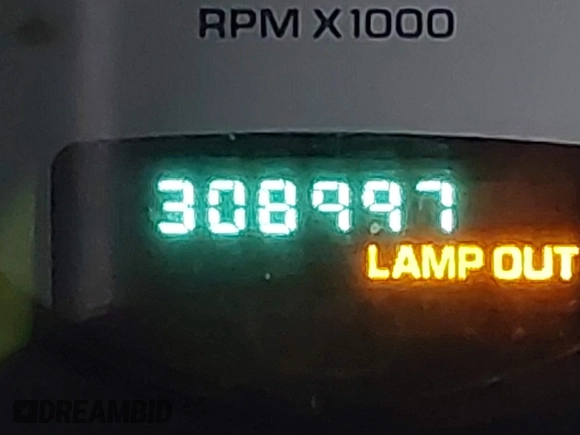 RPM X1000
308997
LAMP OUT
DREAMBID